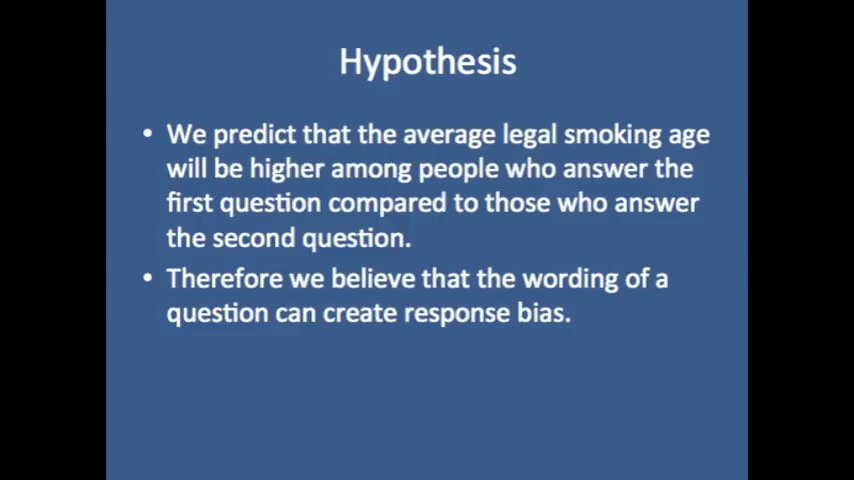 Hypothesis
• We predict that the average legal smoking age
will be higher among people who answer the
first question compared to those who answer
the second question.
• Therefore we believe that the wording of a
question can create response bias.